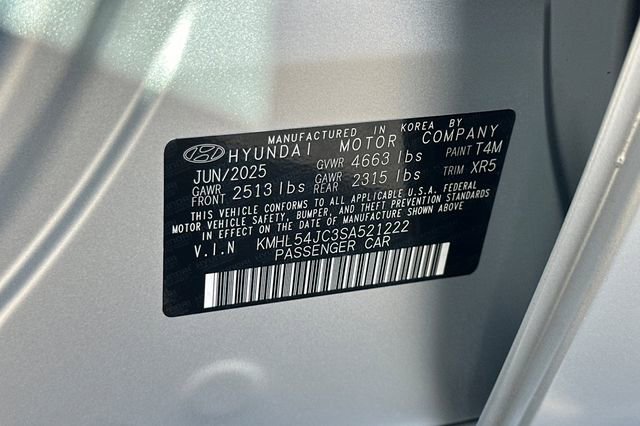 MANUFACTURED IN KOREA BY
HYUNDAI MOTOR COMPANY
JUN/2025 GVWR 4663 lbs PAINT T4M
GAWR FRONT 2513 lbs GAWR REAR 2315 lbs TRIM XR5
THIS VEHICLE CONFORMS TO ALL APPLICABLE U.S.A. FEDERAL
MOTOR VEHICLE SAFETY, BUMPER, AND THEFT PREVENTION STANDARDS
IN EFFECT ON THE DATE OF MANUFACTURE SHOWN ABOVE.
V.I.N KMHL54JC3SA521222
PASSENGER CAR